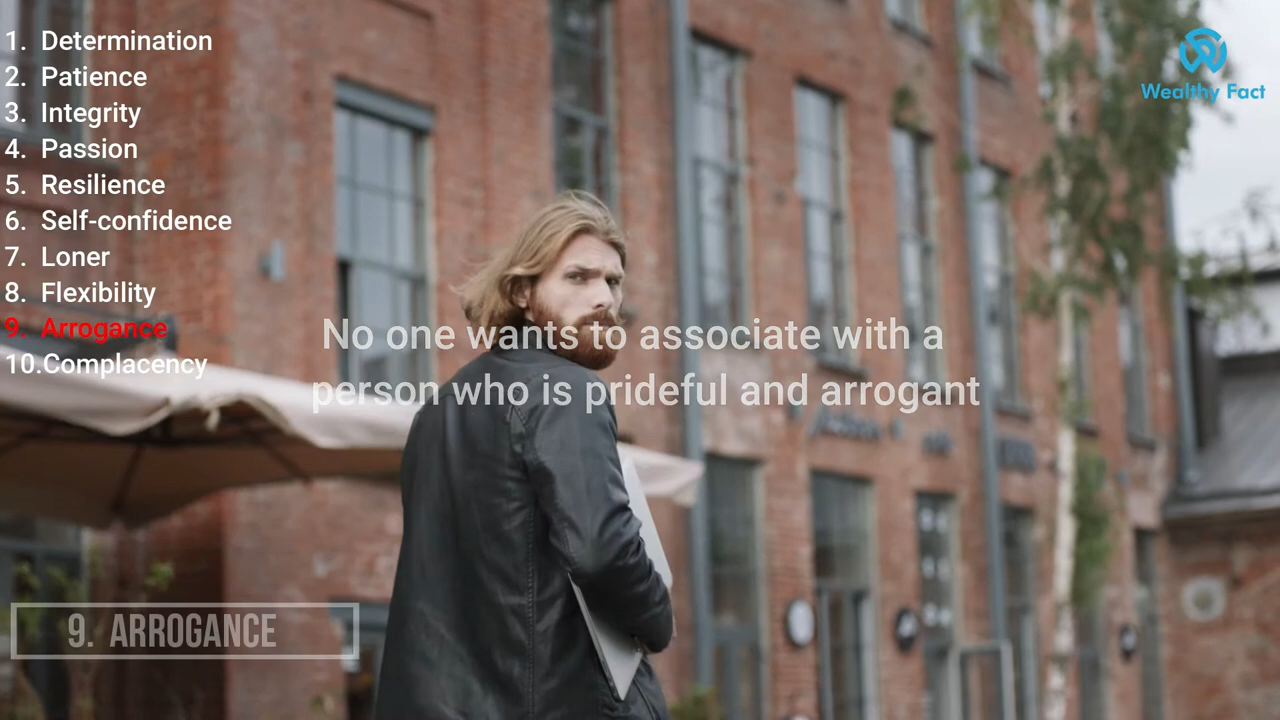 1. Determination
2. Patience
3. Integrity
4. Passion
5. Resilience
6. Self-confidence
7. Loner
8. Flexibility
9. Arrogance
10.Complacency
Wealthy Fact
No one wants to associate with a
person who is prideful and arrogant
9. ARROGANCE